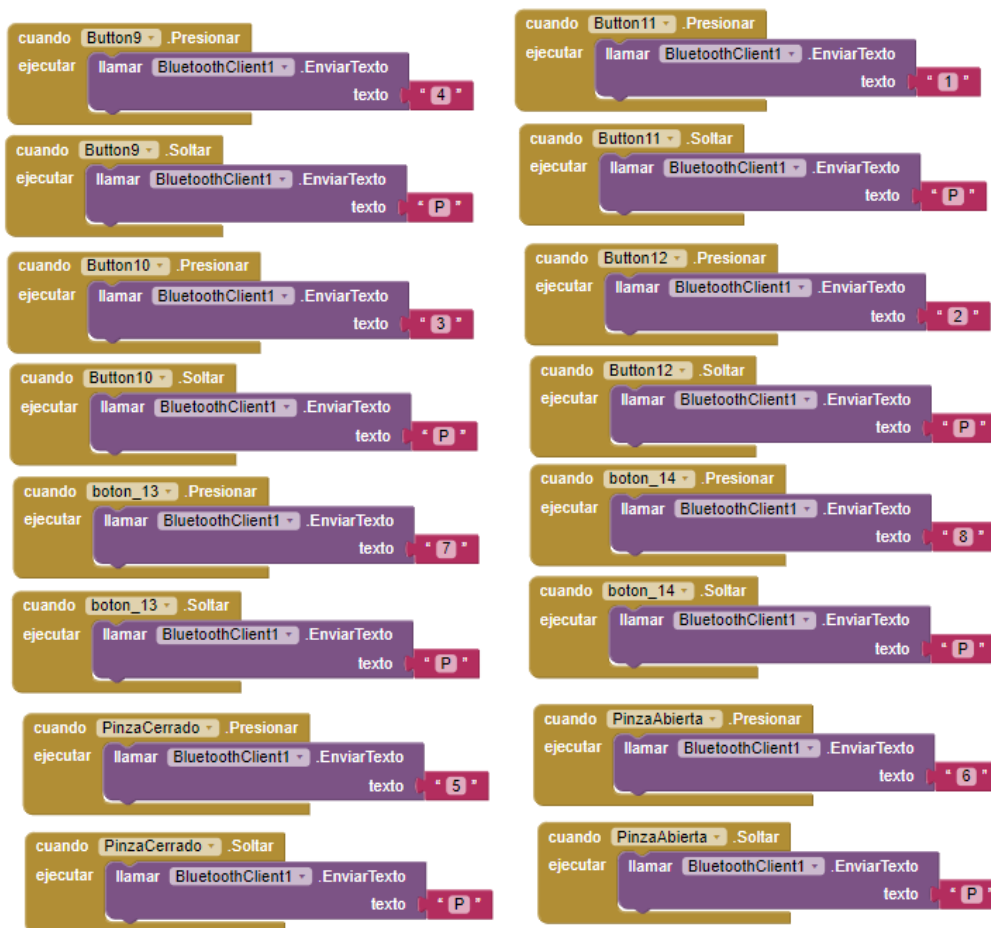 cuando Button9 .Presionar
ejecutar llamar BluetoothClient1 .EnviarTexto
texto " 4 "
cuando Button9 .Soltar
ejecutar llamar BluetoothClient1 .EnviarTexto
texto " P "
cuando Button10 .Presionar
ejecutar llamar BluetoothClient1 .EnviarTexto
texto " 3 "
cuando Button10 .Soltar
ejecutar llamar BluetoothClient1 .EnviarTexto
texto " P "
cuando boton_13 .Presionar
ejecutar llamar BluetoothClient1 .EnviarTexto
texto " 7 "
cuando boton_13 .Soltar
ejecutar llamar BluetoothClient1 .EnviarTexto
texto " P "
cuando PinzaCerrado .Presionar
ejecutar llamar BluetoothClient1 .EnviarTexto
texto " 5 "
cuando PinzaCerrado .Soltar
ejecutar llamar BluetoothClient1 .EnviarTexto
texto " P "
cuando Button11 .Presionar
ejecutar llamar BluetoothClient1 .EnviarTexto
texto " 1 "
cuando Button11 .Soltar
ejecutar llamar BluetoothClient1 .EnviarTexto
texto " P "
cuando Button12 .Presionar
ejecutar llamar BluetoothClient1 .EnviarTexto
texto " 2 "
cuando Button12 .Soltar
ejecutar llamar BluetoothClient1 .EnviarTexto
texto " P "
cuando boton_14 .Presionar
ejecutar llamar BluetoothClient1 .EnviarTexto
texto " 8 "
cuando boton_14 .Soltar
ejecutar llamar BluetoothClient1 .EnviarTexto
texto " P "
cuando PinzaAbierta .Presionar
ejecutar llamar BluetoothClient1 .EnviarTexto
texto " 6 "
cuando PinzaAbierta .Soltar
ejecutar llamar BluetoothClient1 .EnviarTexto
texto " P "